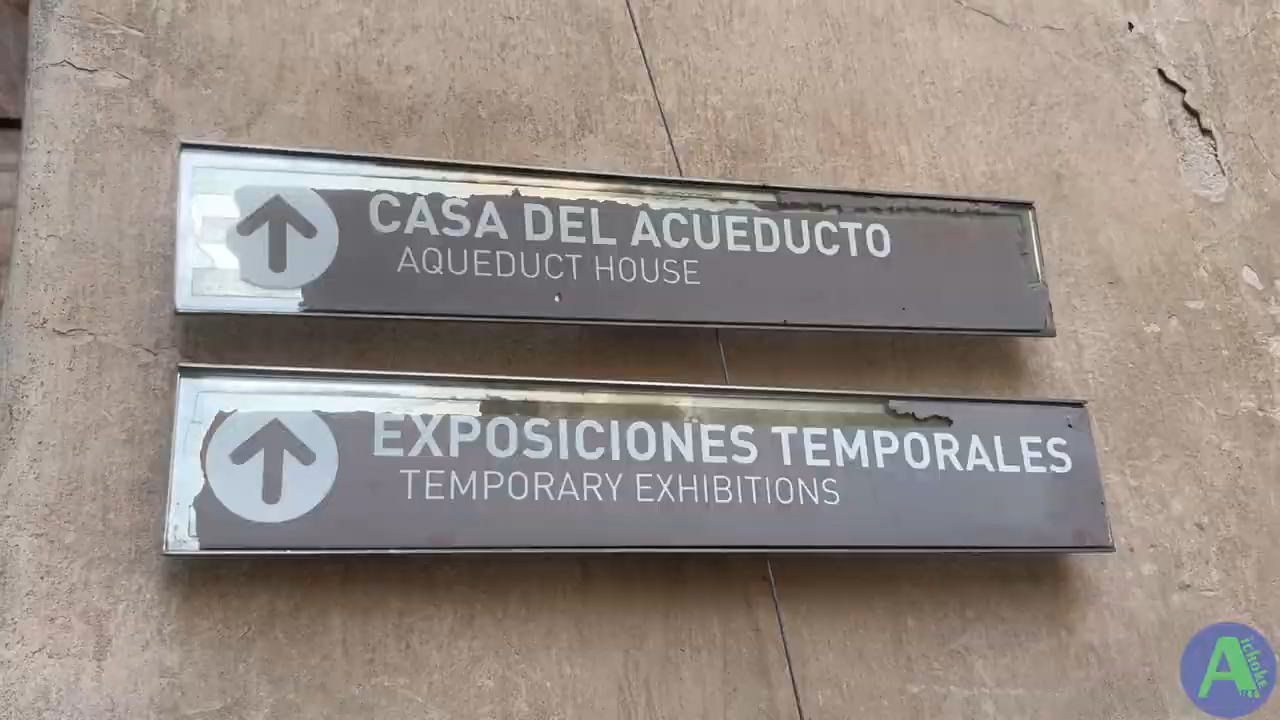 CASA DEL ACUEDUCTO
AQUEDUCT HOUSE
EXPOSICIONES TEMPORALES
TEMPORARY EXHIBITIONS